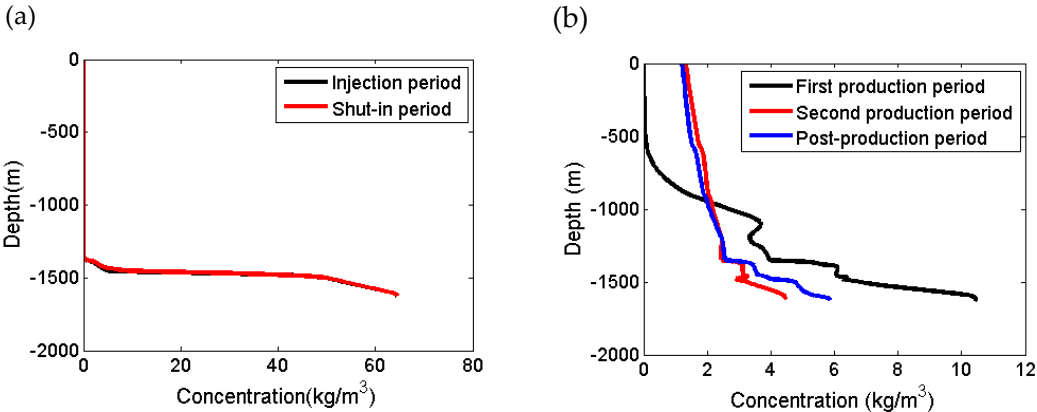 (a)
0
-500
-1000
-1500
-2000
Depth(m)
0 20 40 60 80
Concentration(kg/m³)
Injection period
Shut-in period
(b)
0
-500
-1000
-1500
-2000
Depth (m)
0 2 4 6 8 10 12
Concentration (kg/m³)
First production period
Second production period
Post-production period